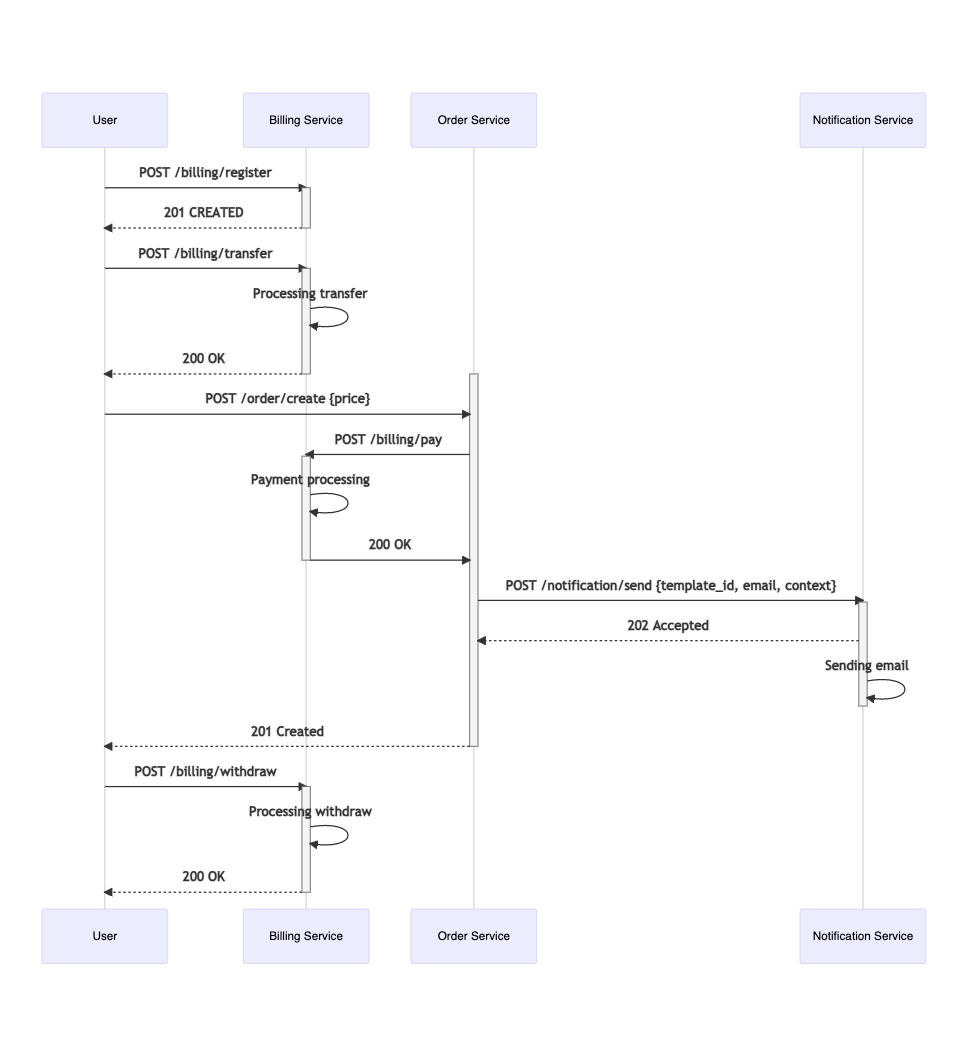 User
Billing Service
Order Service
Notification Service
POST /billing/register
201 CREATED
POST /billing/transfer
Processing transfer
200 OK
POST /order/create {price}
POST /billing/pay
Payment processing
200 OK
POST /notification/send {template_id, email, context}
202 Accepted
Sending email
201 Created
POST /billing/withdraw
Processing withdraw
200 OK
User
Billing Service
Order Service
Notification Service